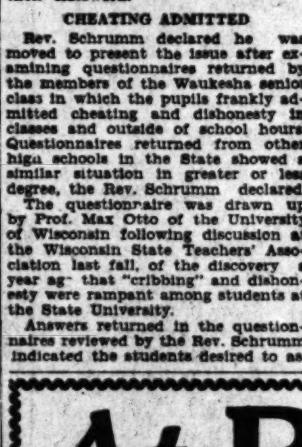 CHEATING ADMITTED
Rev. Schrumm declared he was
moved to present the issue after ex-
amining questionnaires returned by
the members of the Waukesha senior
class in which the pupils frankly ad-
mitted cheating and dishonesty in
classes and outside of school hours
Questionnaires returned from other
high schools in the State showed a
similar situation in greater or less
degree, the Rev. Schrumm declared
The questionnaire was drawn up
by Prof. Max Otto of the University
of Wisconsin following discussion at
the Wisconsin State Teachers' Asso-
ciation last fall, of the discovery
year ag- that "cribbing" and dishon-
esty were rampant among students at
the State University.
Answers returned in the question-
naires reviewed by the Rev. Schrumm
indicated the students desired to as